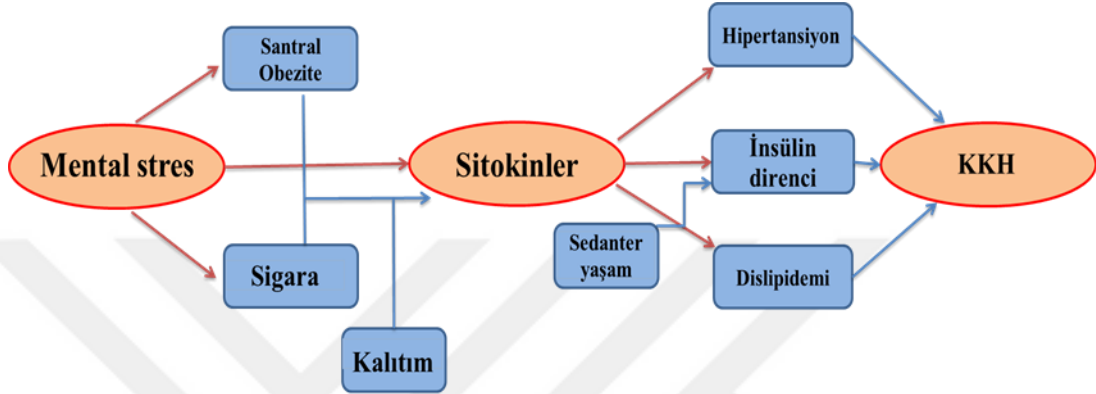 Santral
Obezite
Hipertansiyon
Mental stres
Sitokinler
İnsülin
direnci
KKH
Sedanter
yaşam
Sigara
Dislipidemi
Kalıtım